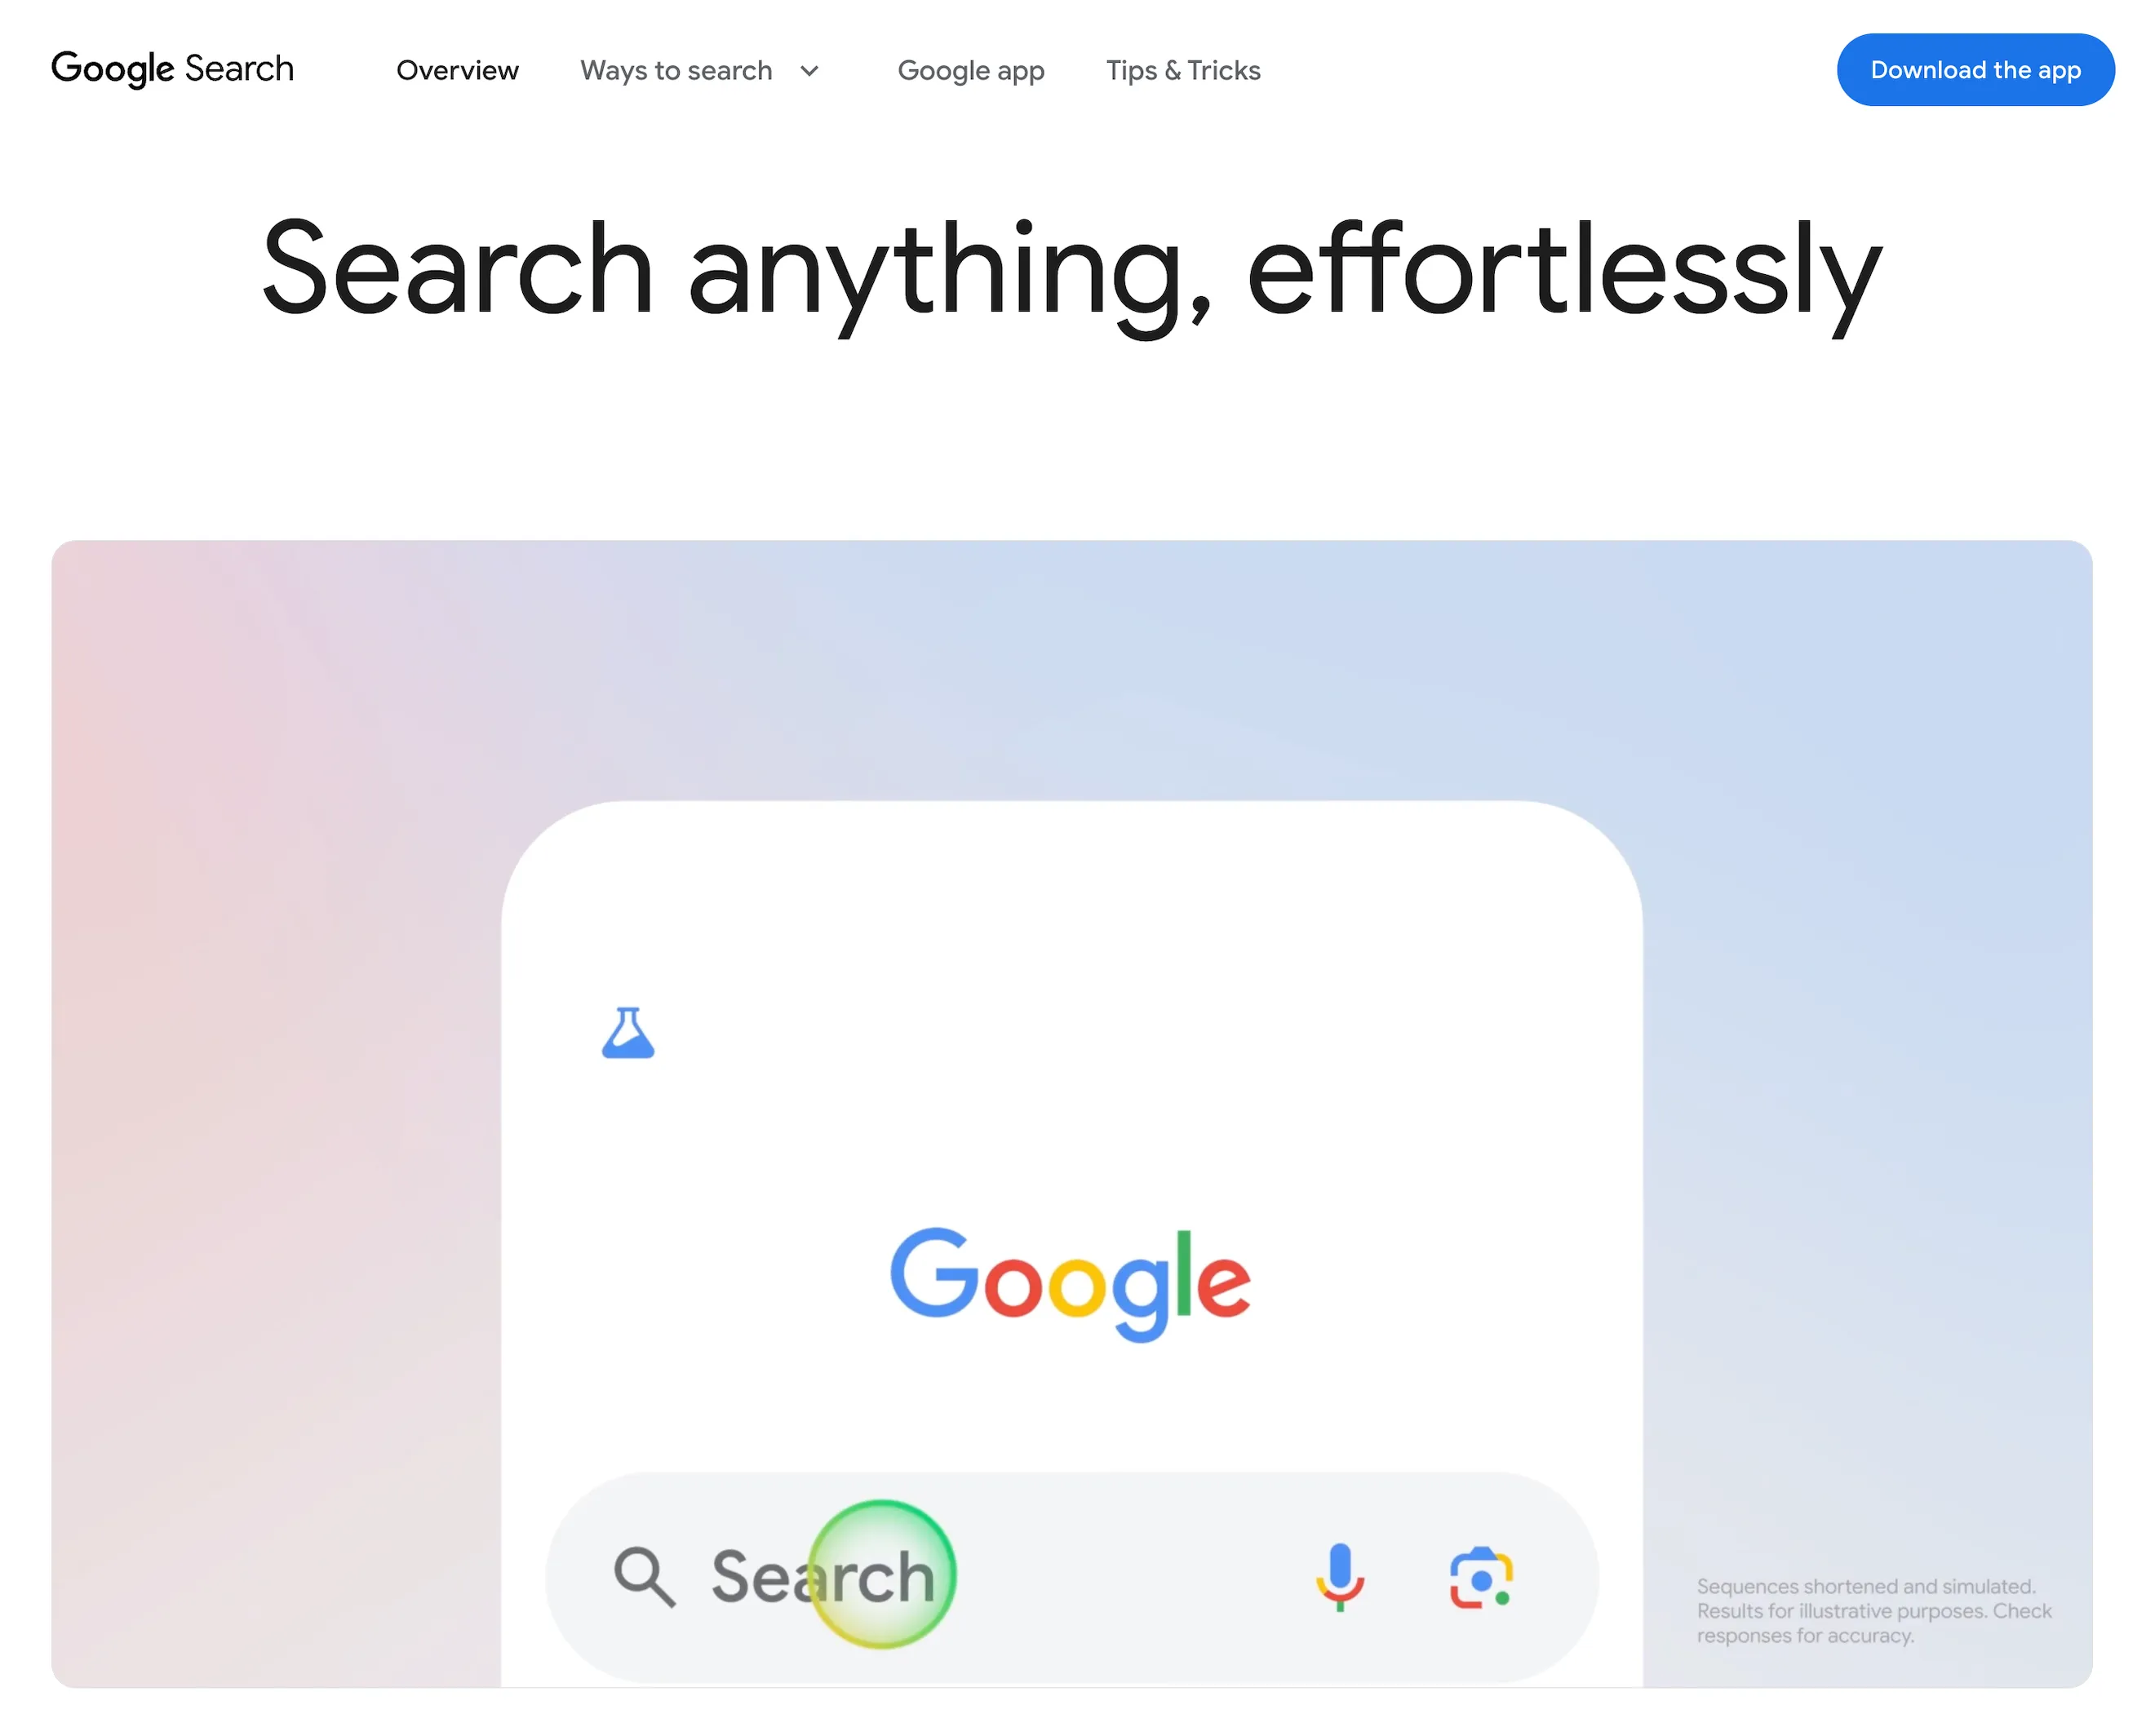 Google Search
Overview
Ways to search
Google app
Tips & Tricks
Download the app
Search anything, effortlessly
Google
Search
Sequences shortened and simulated.
Results for illustrative purposes. Check
responses for accuracy.